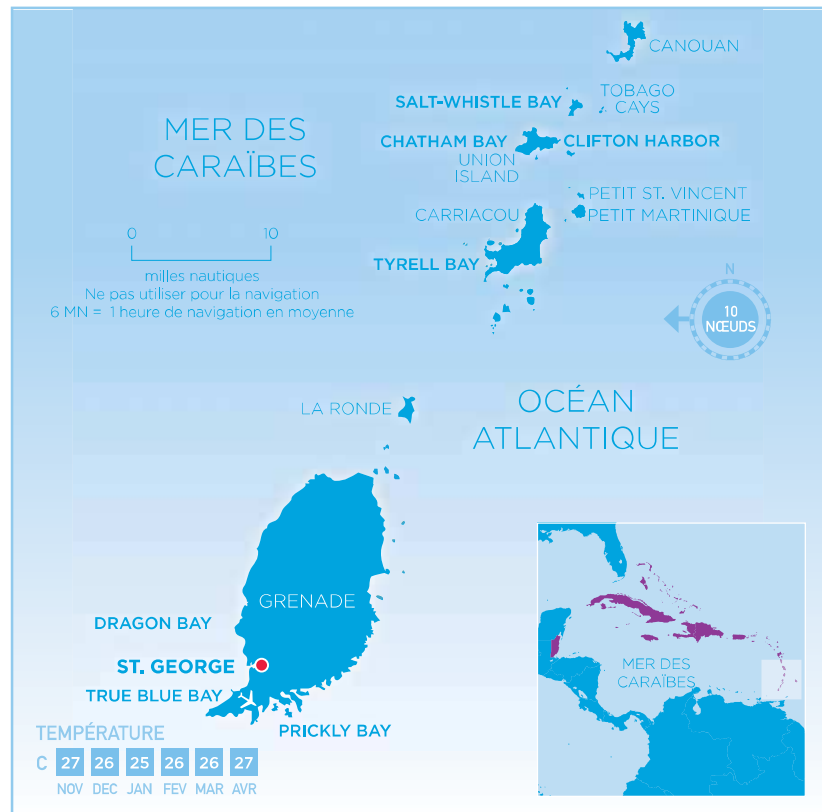 CANOUAN
TOBAGO
CAYS
SALT-WHISTLE BAY
MER DES
CARAÏBES
CHATHAM BAY
CLIFTON HARBOR
UNION
ISLAND
PETIT ST. VINCENT
CARRIACOU
PETIT MARTINIQUE
0 10
milles nautiques
Ne pas utiliser pour la navigation
6 MN = 1 heure de navigation en moyenne
TYRELL BAY
N
10
NŒUDS
LA RONDE
OCÉAN
ATLANTIQUE
GRENADE
DRAGON BAY
ST. GEORGE
TRUE BLUE BAY
PRICKLY BAY
MER DES
CARAÏBES
TEMPÉRATURE
C 27 26 25 26 26 27
NOV DEC JAN FEV MAR AVR